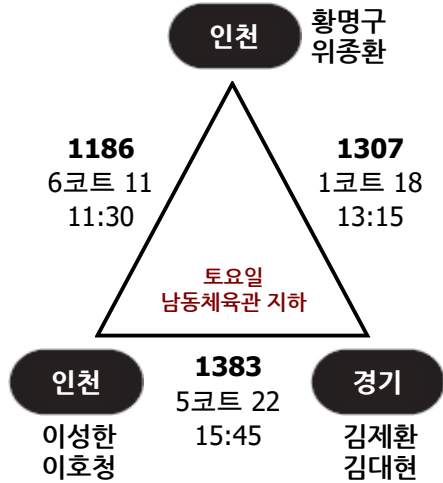 인천
황명구
위종환
1186
6코트 11
11:30
1307
1코트 18
13:15
토요일
남동체육관 지하
인천
이성한
이호청
1383
5코트 22
15:45
경기
김제환
김대현